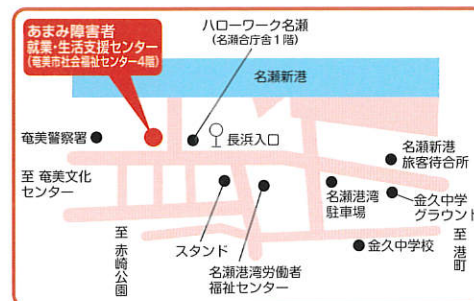 あまみ障害者
就業・生活支援センター
(奄美市社会福祉センター4階)
ハローワーク名瀬
(名瀬合庁舎1階)
名瀬新港
奄美警察署
長浜入口
名瀬新港
旅客待合所
至 奄美文化
センター
名瀬港湾
駐車場
金久中学
グラウンド
至 赤崎公園
スタンド
名瀬港湾労働者
福祉センター
金久中学校
至 港町